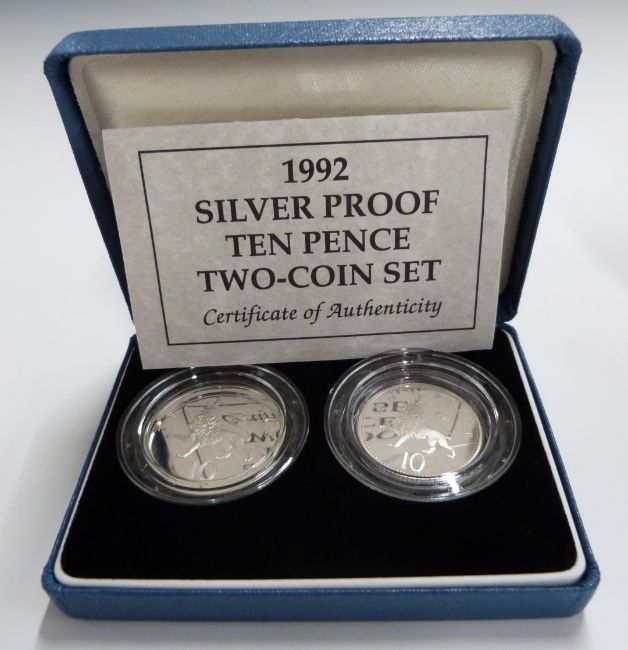 1992
SILVER PROOF
TEN PENCE
TWO-COIN SET
Certificate of Authenticity
10
10